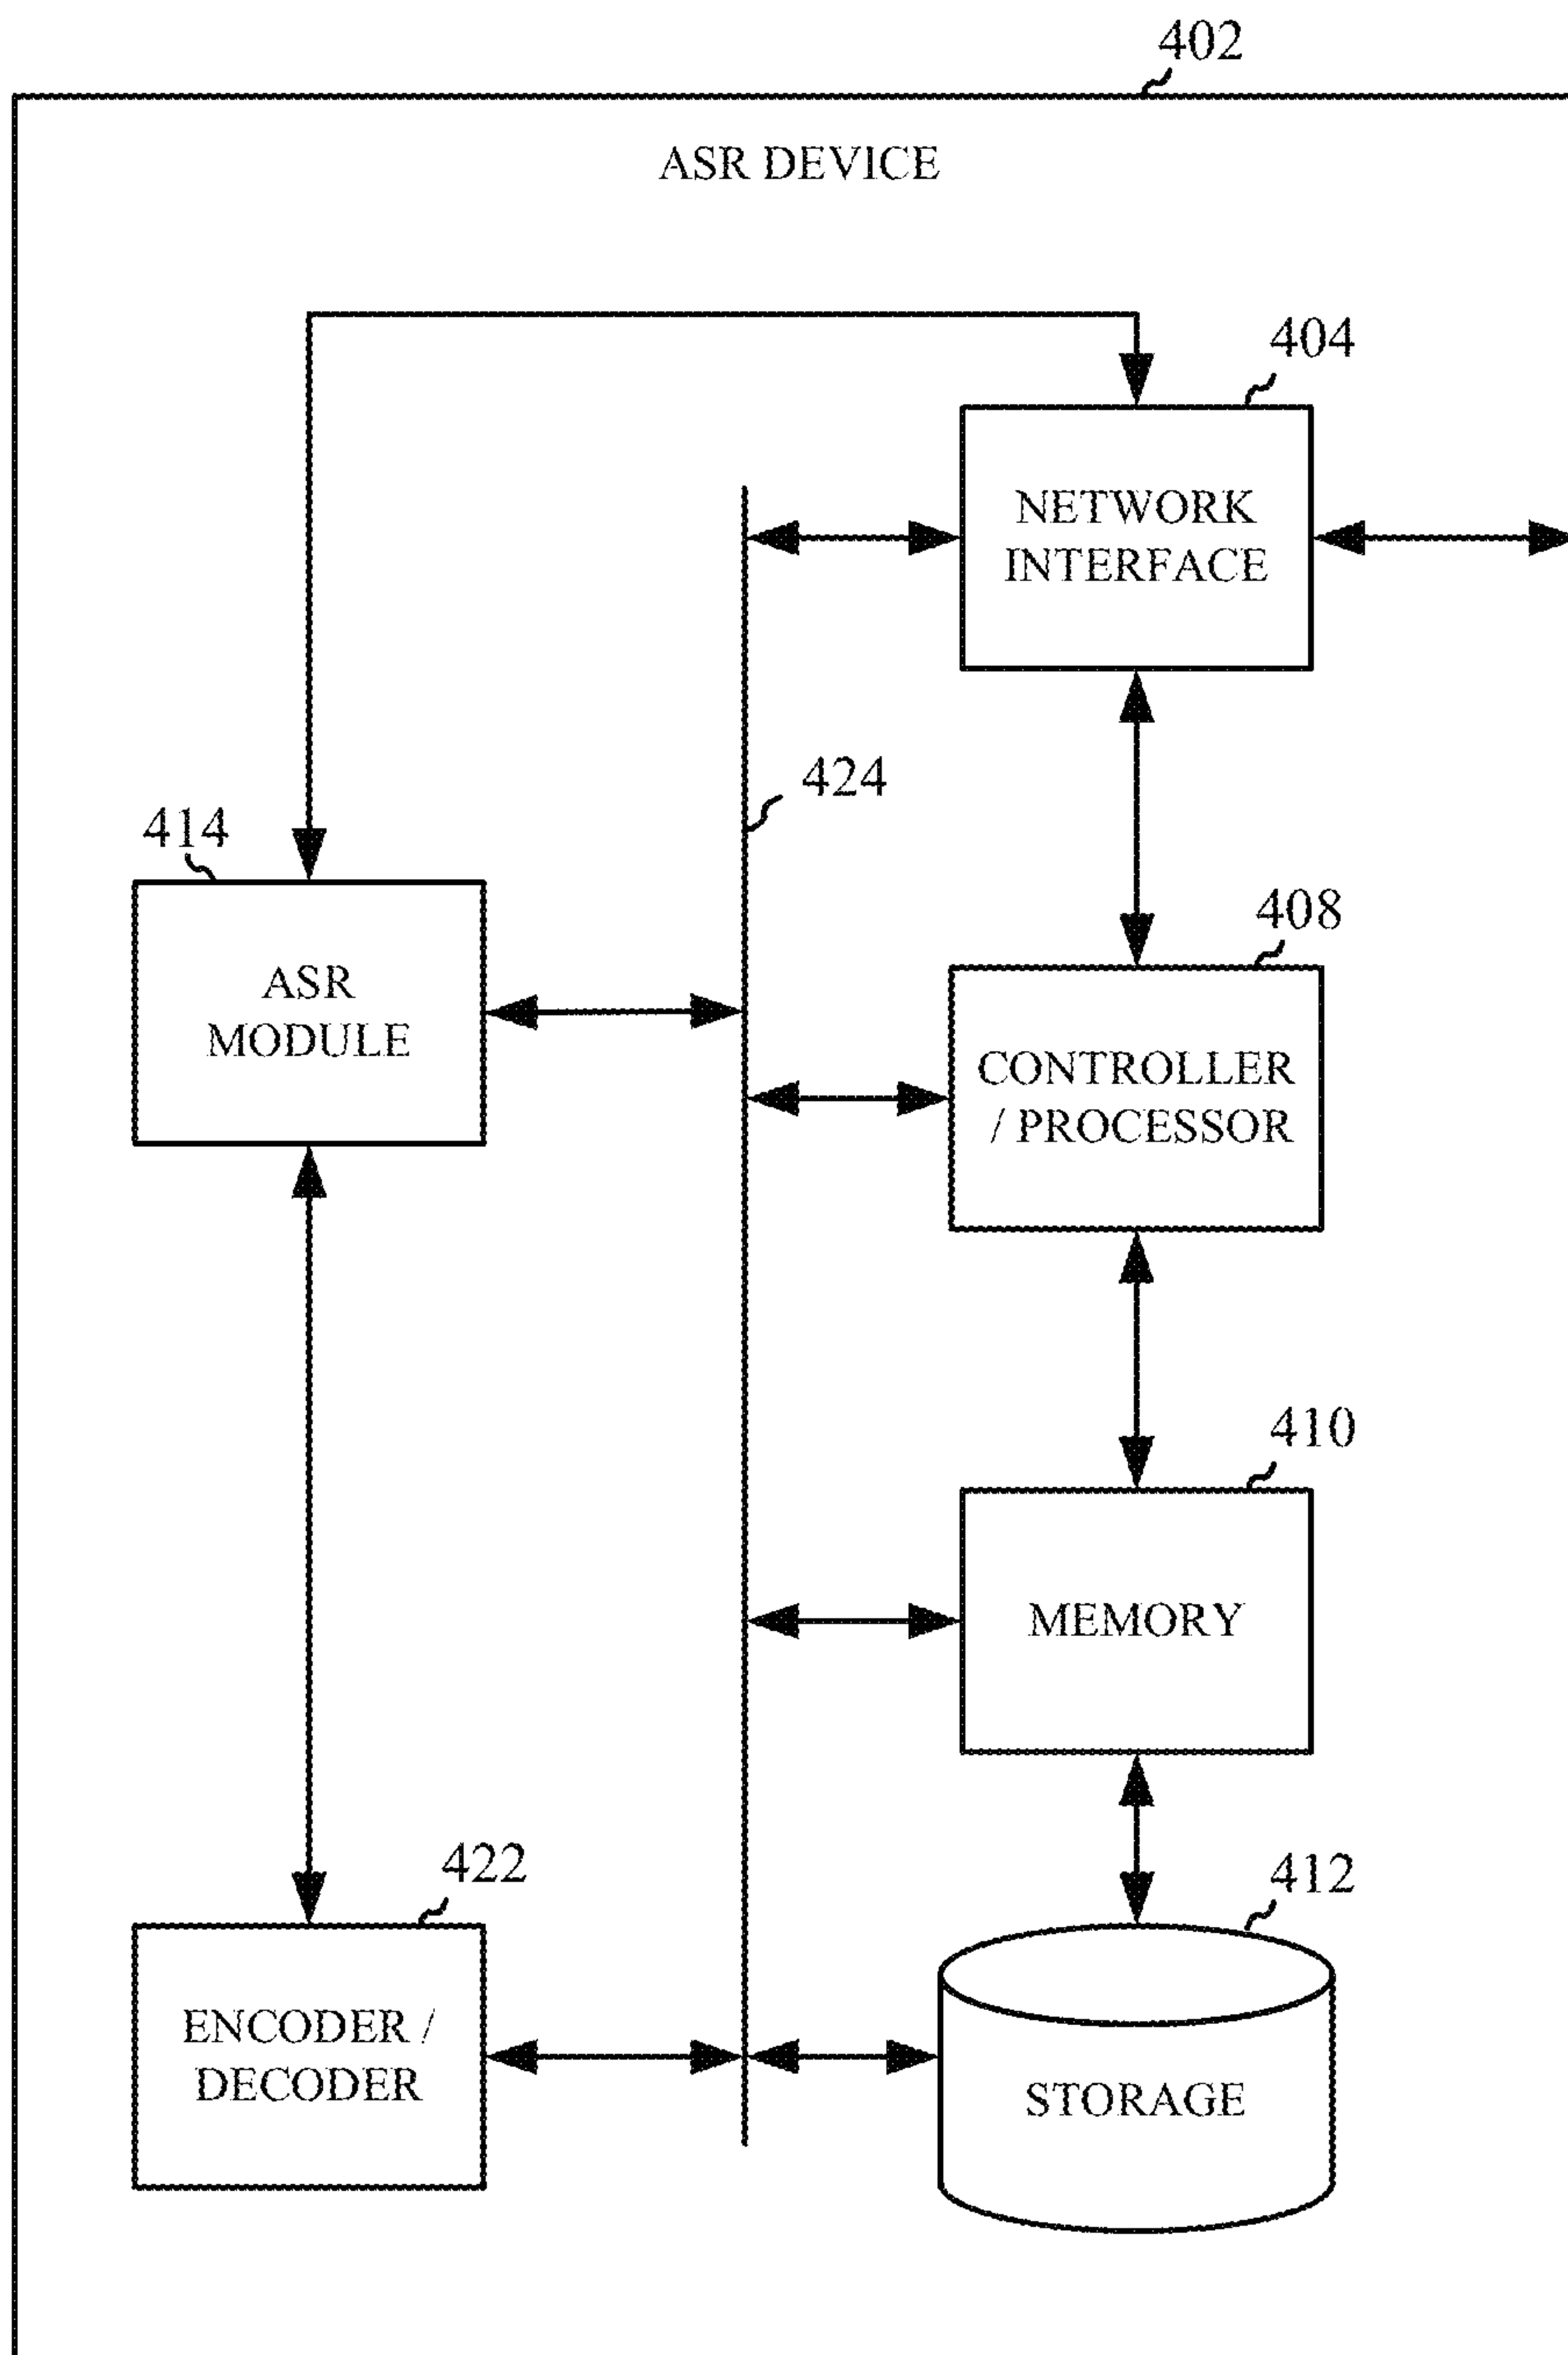 402
ASR DEVICE
404
NETWORK
INTERFACE
424
414
ASR
MODULE
408
CONTROLLER
/ PROCESSOR
410
MEMORY
422
ENCODER /
DECODER
412
STORAGE